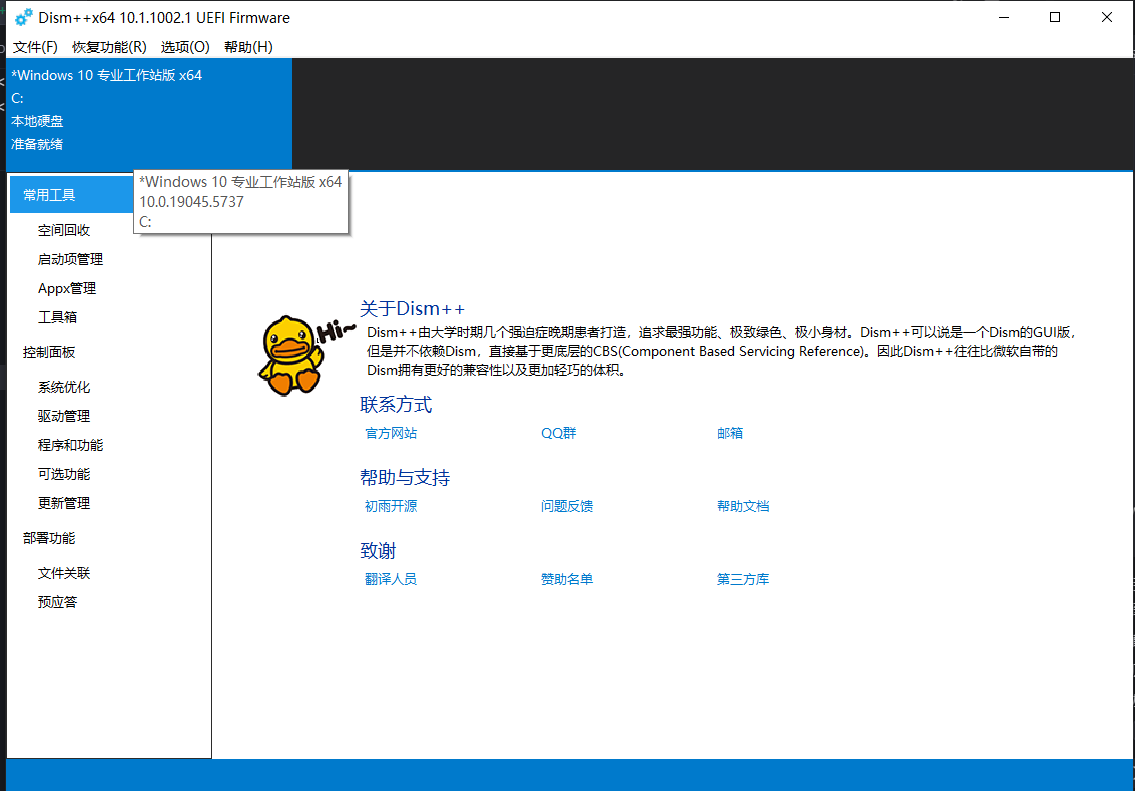 Dism++x64 10.1.1002.1 UEFI Firmware
文件(F) 恢复功能(R) 选项(O) 帮助(H)
*Windows 10 专业工作站版 x64
C:
本地硬盘
准备就绪
*Windows 10 专业工作站版 x64
10.0.19045.5737
C:
常用工具
空间回收
启动项管理
Appx管理
工具箱
控制面板
系统优化
驱动管理
程序和功能
可选功能
更新管理
部署功能
文件关联
预应答
Hi~
关于Dism++
Dism++由大学时期几个强迫症晚期患者打造，追求最强功能、极致绿色、极小身材。Dism++可以说是一个Dism的GUI版，
但是并不依赖Dism，直接基于更底层的CBS(Component Based Servicing Reference)。因此Dism++往往比微软自带的
Dism拥有更好的兼容性以及更加轻巧的体积。
联系方式
官方网站 QQ群 邮箱
帮助与支持
初雨开源 问题反馈 帮助文档
致谢
翻译人员 赞助名单 第三方库